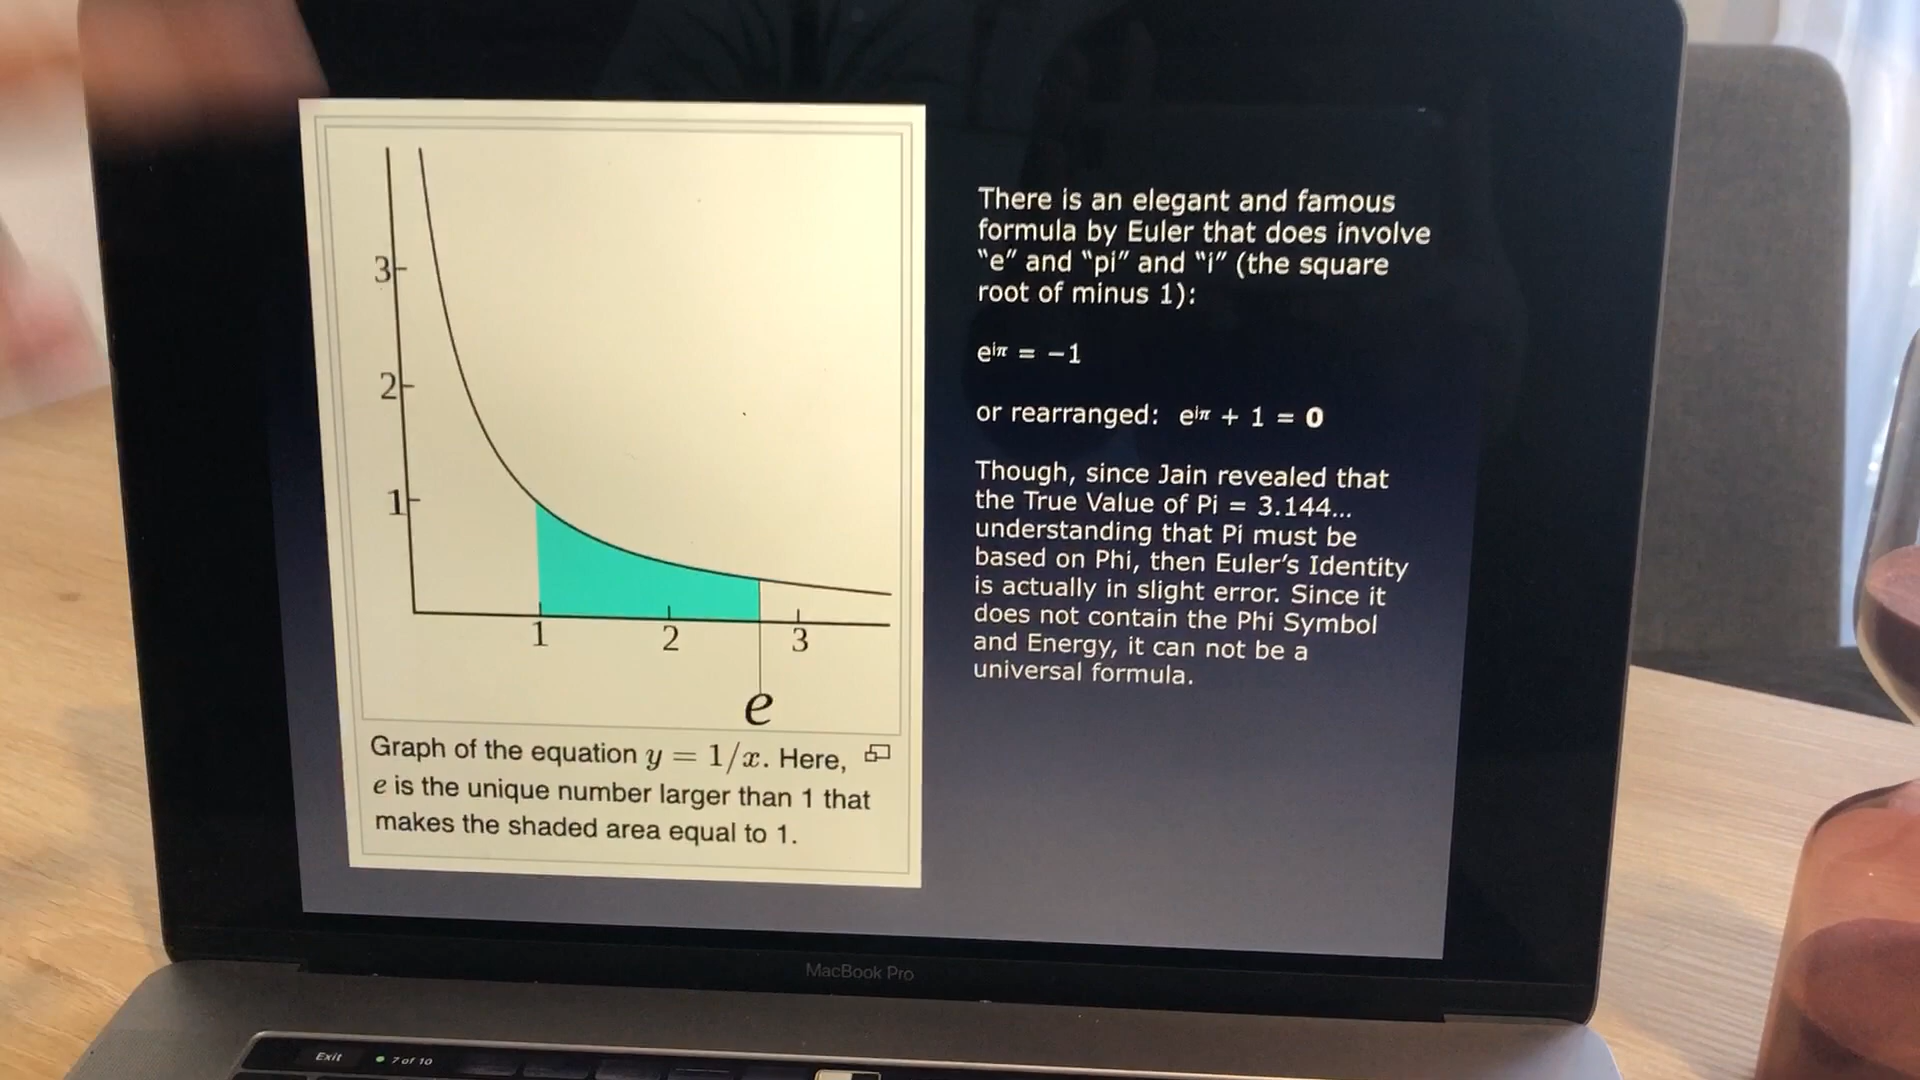 3
2
1
1
2
3
e
Graph of the equation y = 1/x. Here,
e is the unique number larger than 1 that
makes the shaded area equal to 1.
There is an elegant and famous
formula by Euler that does involve
“e” and “pi” and “i” (the square
root of minus 1):
e^iπ = −1
or rearranged: e^iπ + 1 = 0
Though, since Jain revealed that
the True Value of Pi = 3.144...
understanding that Pi must be
based on Phi, then Euler’s Identity
is actually in slight error. Since it
does not contain the Phi Symbol
and Energy, it can not be a
universal formula.
MacBook Pro
Exit
7 of 10